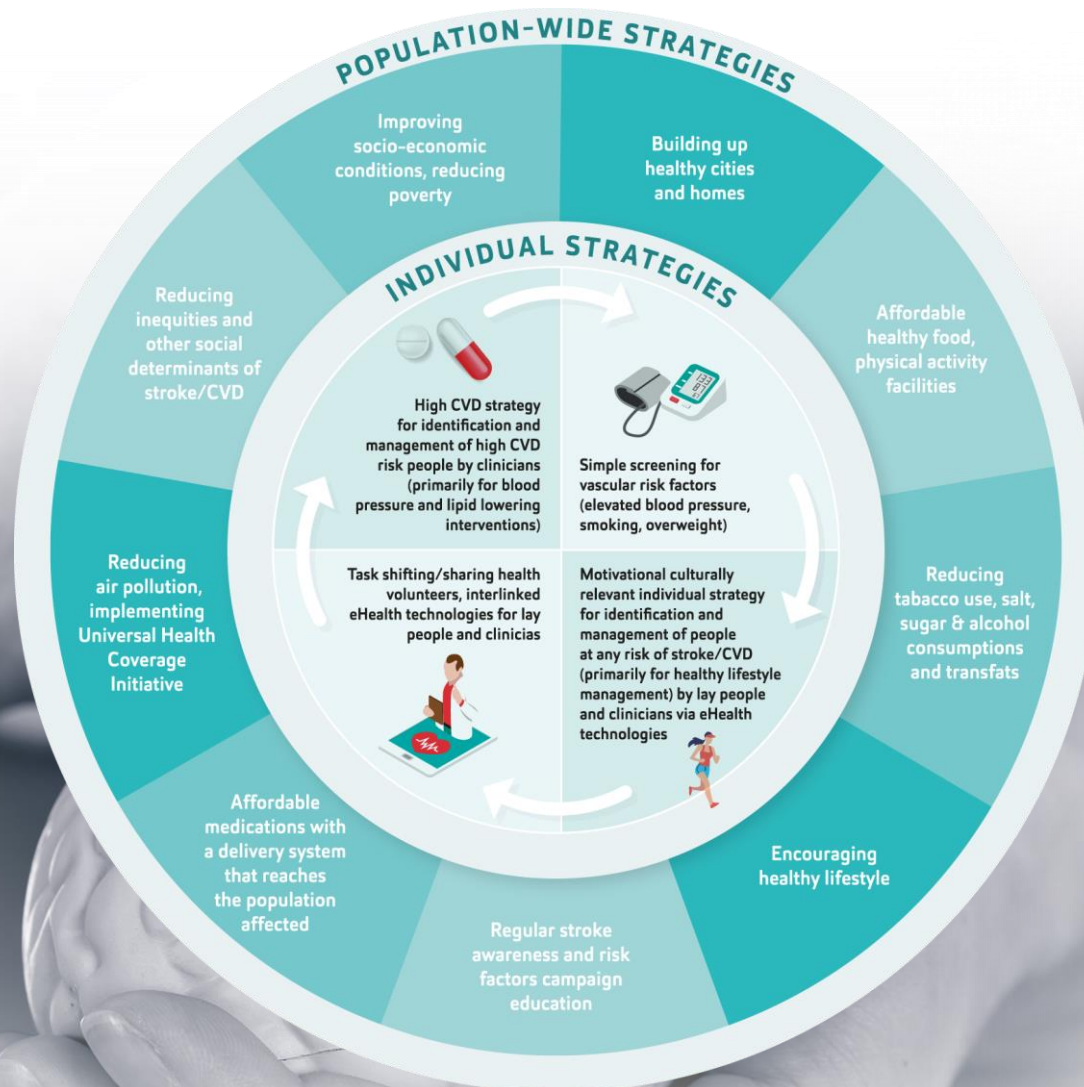 POPULATION-WIDE STRATEGIES
Improving
socio-economic
conditions, reducing
poverty
Building up
healthy cities
and homes
Affordable
healthy food,
physical activity
facilities
Reducing
tabacco use, salt,
sugar & alcohol
consumptions
and transfats
Encouraging
healthy lifestyle
Regular stroke
awareness and risk
factors campaign
education
Affordable
medications with
a delivery system
that reaches
the population
affected
Reducing
air pollution,
implementing
Universal Health
Coverage
Initiative
Reducing
inequities and
other social
determinants of
stroke/CVD
INDIVIDUAL STRATEGIES
High CVD strategy
for identification and
management of high CVD
risk people by clinicians
(primarily for blood
pressure and lipid lowering
interventions)
Simple screening for
vascular risk factors
(elevated blood pressure,
smoking, overweight)
Motivational culturally
relevant individual strategy
for identification and
management of people
at any risk of stroke/CVD
(primarily for healthy lifestyle
management) by lay people
and clinicians via eHealth
technologies
Task shifting/sharing health
volunteers, interlinked
eHealth technologies for lay
people and clinicias